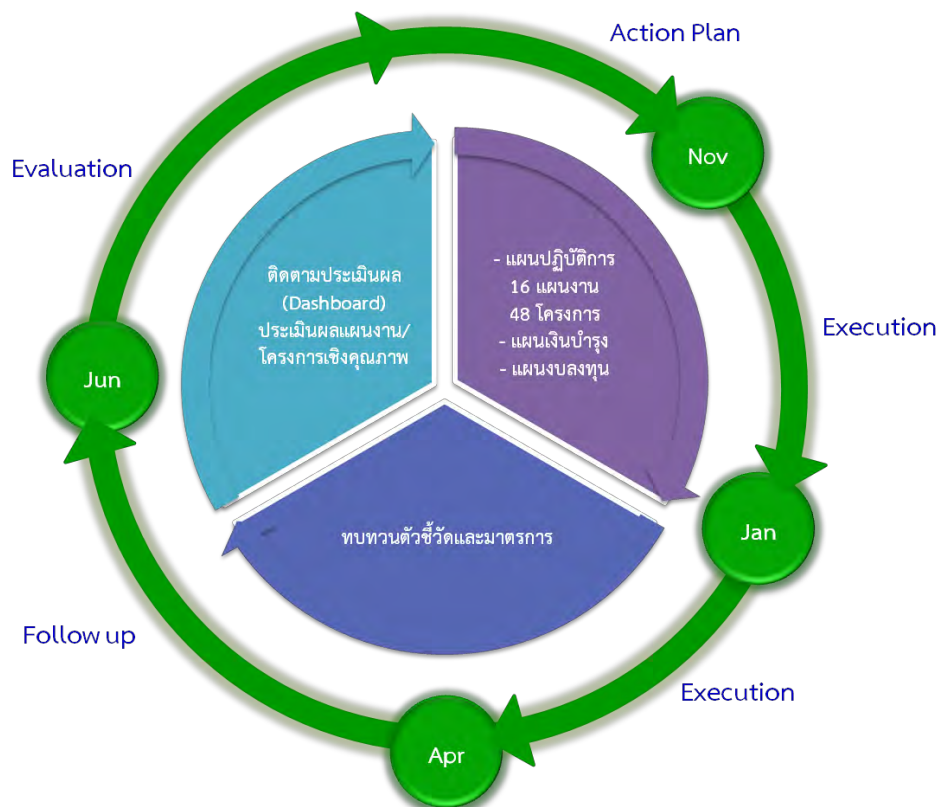 Action Plan
Nov
Evaluation
Execution
ติดตามประเมินผล
(Dashboard)
ประเมินผลแผนงาน/
โครงการเชิงคุณภาพ
- แผนปฏิบัติการ
16 แผนงาน
48 โครงการ
- แผนเงินบำรุง
- แผนงบลงทุน
Jun
Jan
ทบทวนตัวชี้วัดและมาตรการ
Follow up
Execution
Apr